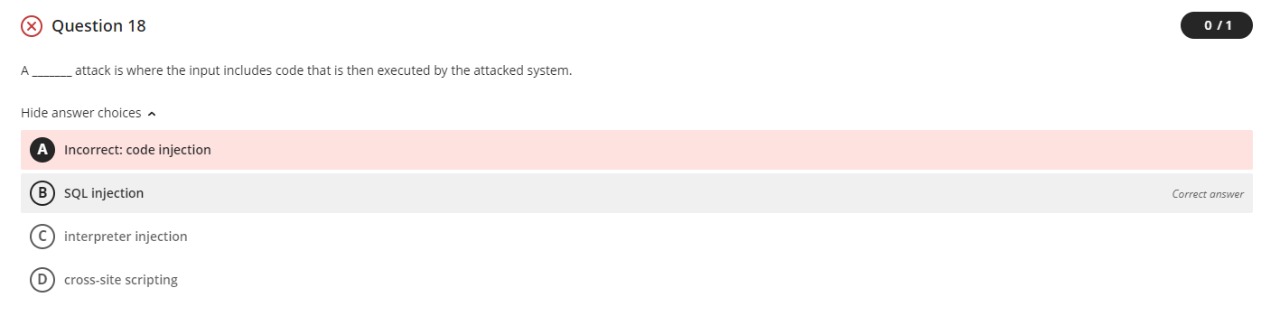 Question 18
0 / 1
A _______ attack is where the input includes code that is then executed by the attacked system.
Hide answer choices
A Incorrect: code injection
B SQL injection Correct answer
C interpreter injection
D cross-site scripting